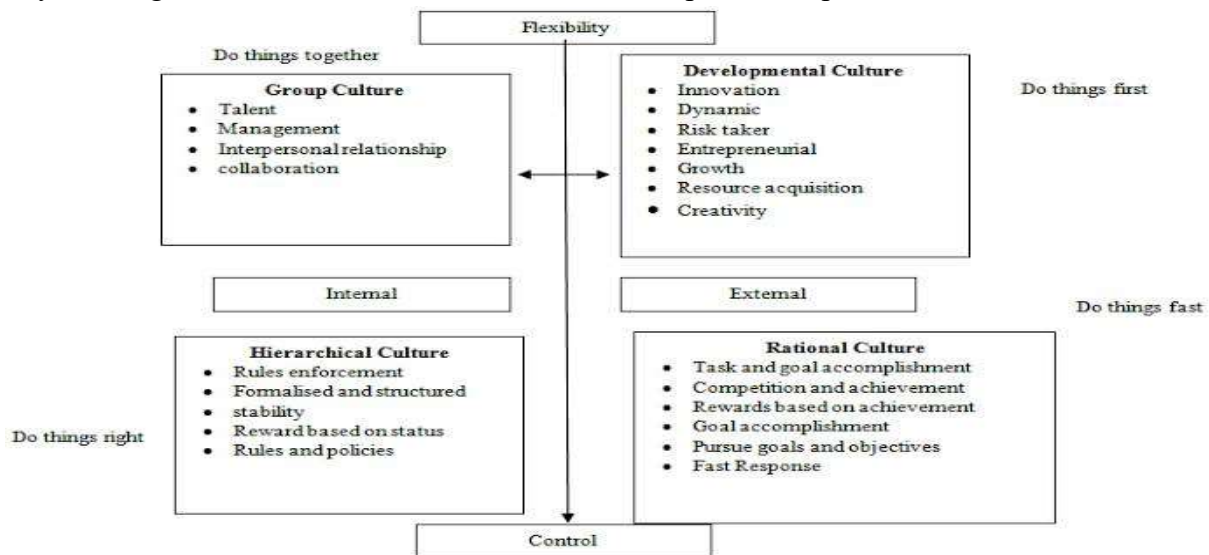 Flexibility
Do things together
Group Culture
• Talent
• Management
• Interpersonal relationship
• collaboration
Developmental Culture
• Innovation
• Dynamic
• Risk taker
• Entrepreneurial
• Growth
• Resource acquisition
• Creativity
Do things first
Internal
External
Do things fast
Hierarchical Culture
• Rules enforcement
• Formalised and structured
• stability
• Reward based on status
• Rules and policies
Do things right
Rational Culture
• Task and goal accomplishment
• Competition and achievement
• Rewards based on achievement
• Goal accomplishment
• Pursue goals and objectives
• Fast Response
Control